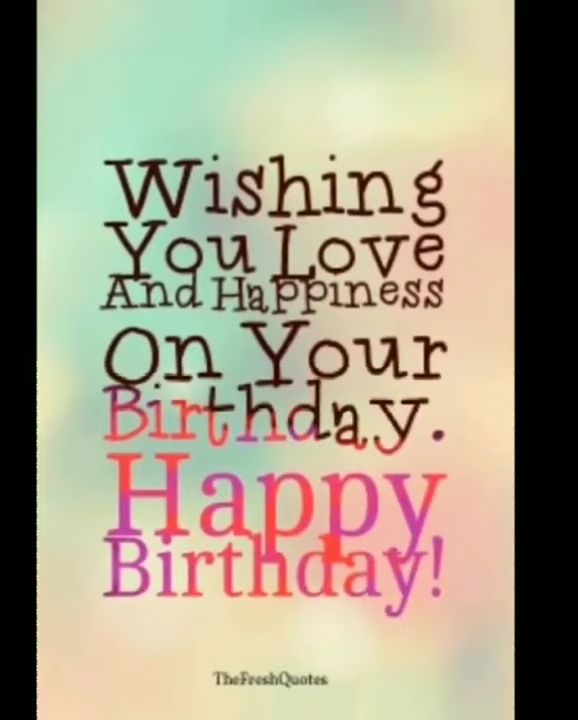 Wishing
You Love
And Happiness
On Your
Birthday.
Happy
Birthday!
TheFreshQuotes